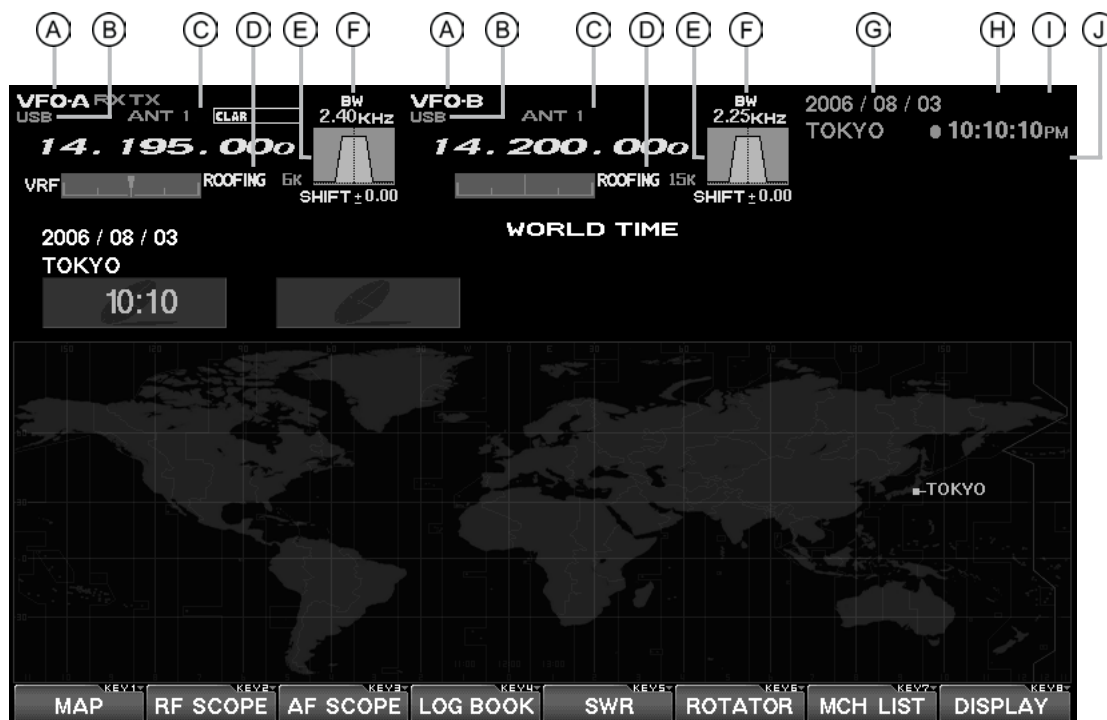 A B C D E F A B C D E F G H I J
VFO-A RX TX
USB ANT 1 CLAR
14.195.000
VRF ROOFING 6K
BW
2.40KHz
SHIFT ±0.00
VFO-B
USB ANT 1
14.200.000
ROOFING 15K
BW
2.25KHz
SHIFT ±0.00
2006 / 08 / 03
TOKYO 10:10:10PM
WORLD TIME
2006 / 08 / 03
TOKYO
10:10
TOKYO
KEY1 KEY2 KEY3 KEY4 KEY5 KEY6 KEY7 KEY8
MAP RF SCOPE AF SCOPE LOG BOOK SWR ROTATOR MCH LIST DISPLAY